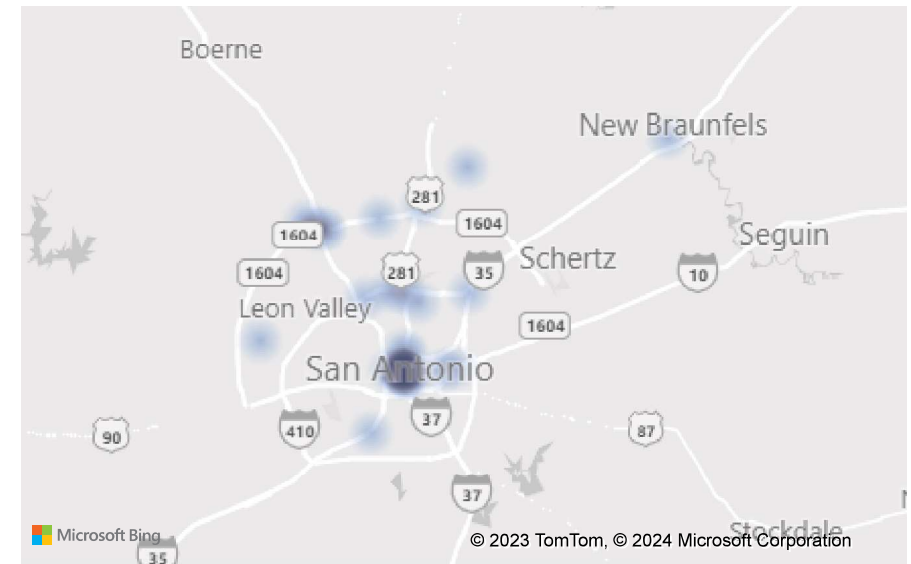 Boerne
New Braunfels
281
1604
1604
Seguin
Schertz
1604
281
35
10
Leon Valley
1604
San Antonio
37
410
87
90
37
Stockdale
Microsoft Bing
© 2023 TomTom, © 2024 Microsoft Corporation
35